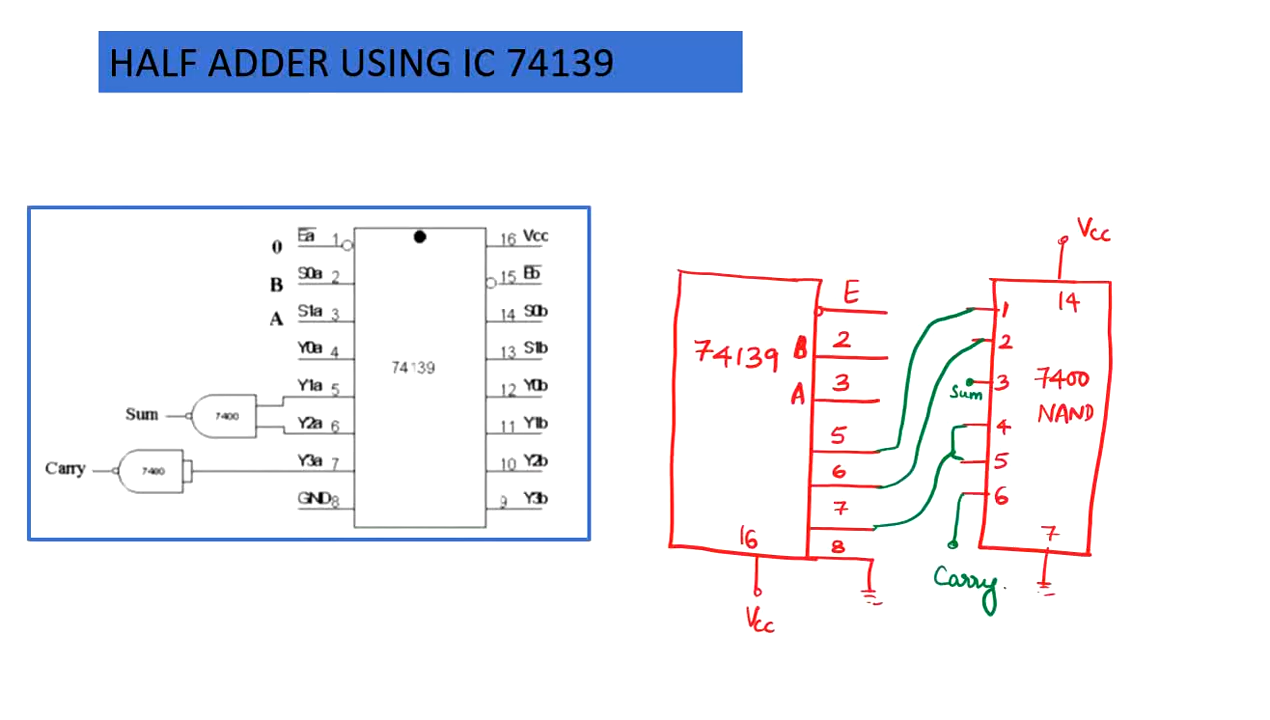 HALF ADDER USING IC 74139
0 Ea 1 16 Vcc
B S0a 2 15 Eb
A S1a 3 14 S0b
Y0a 4 13 S1b
74139
Y1a 5 12 Y0b
Sum 7400 Y2a 6 11 Y1b
Carry 7400 Y3a 7 10 Y2b
GND 8 9 Y3b
Vcc
E 1 14
74139 B 2 2
A 3 Sum 3 7400
NAND
5 4
6 5
7 6
16 8 7
Carry.
Vcc